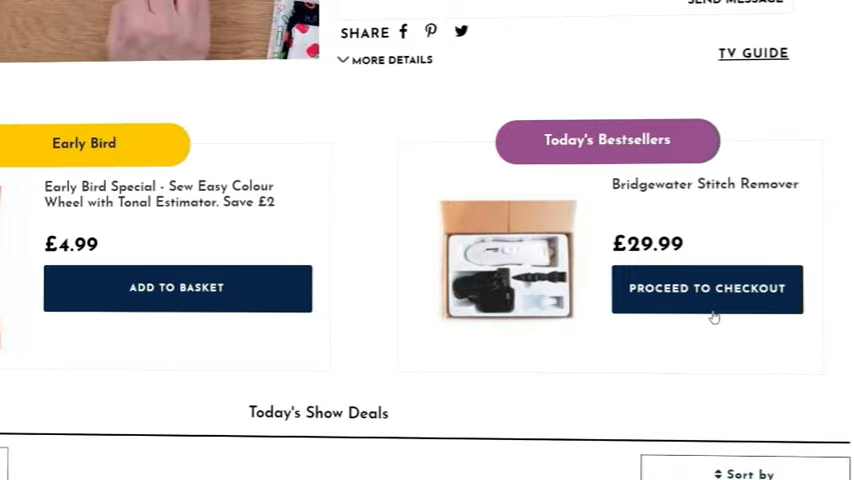 SEND MESSAGE
SHARE
MORE DETAILS
TV GUIDE
Early Bird
Today's Bestsellers
Early Bird Special - Sew Easy Colour
Wheel with Tonal Estimator. Save £2
£4.99
ADD TO BASKET
Bridgewater Stitch Remover
£29.99
PROCEED TO CHECKOUT
Today's Show Deals
Sort by